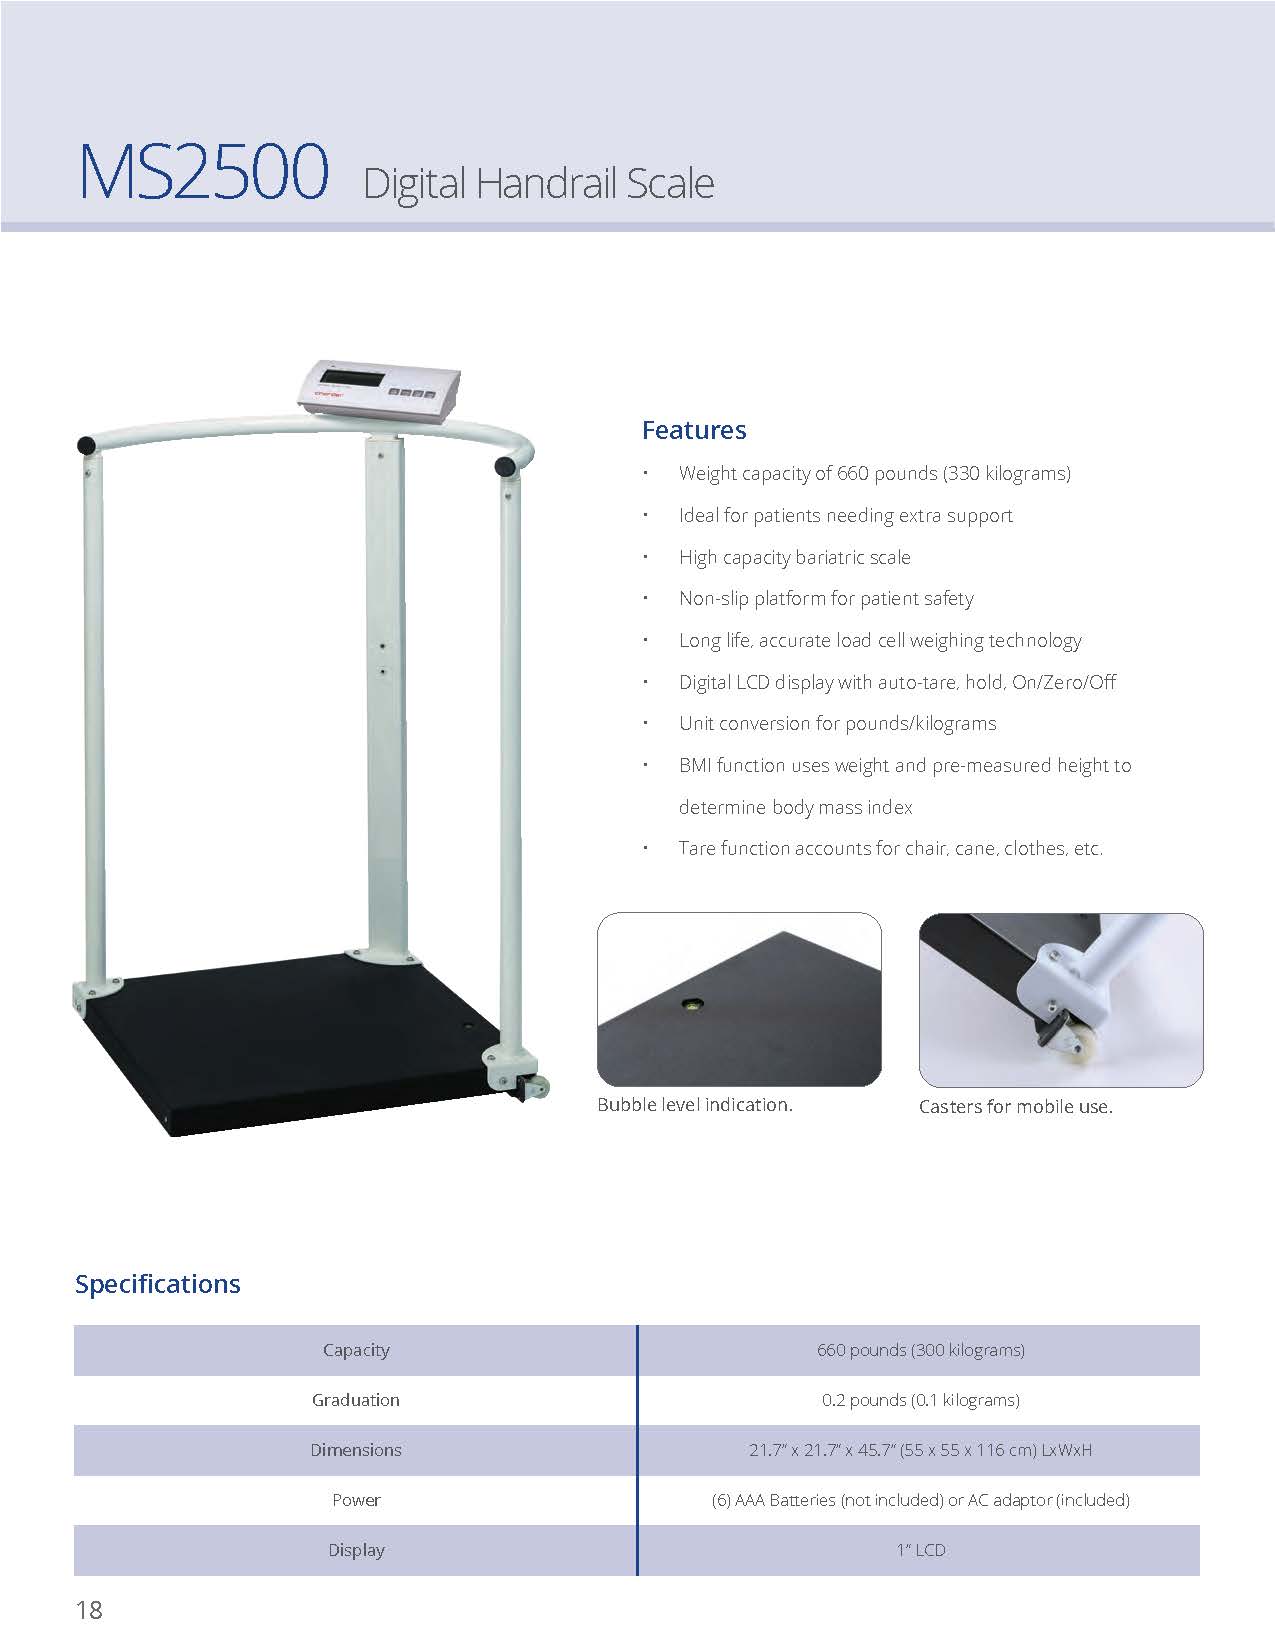 MS2500 Digital Handrail Scale
charder
Features
• Weight capacity of 660 pounds (330 kilograms)
• Ideal for patients needing extra support
• High capacity bariatric scale
• Non-slip platform for patient safety
• Long life, accurate load cell weighing technology
• Digital LCD display with auto-tare, hold, On/Zero/Off
• Unit conversion for pounds/kilograms
• BMI function uses weight and pre-measured height to
determine body mass index
• Tare function accounts for chair, cane, clothes, etc.
Bubble level indication.
Casters for mobile use.
Specifications
Capacity 660 pounds (300 kilograms)
Graduation 0.2 pounds (0.1 kilograms)
Dimensions 21.7“ x 21.7“ x 45.7“ (55 x 55 x 116 cm) LxWxH
Power (6) AAA Batteries (not included) or AC adaptor (included)
Display 1“ LCD
18